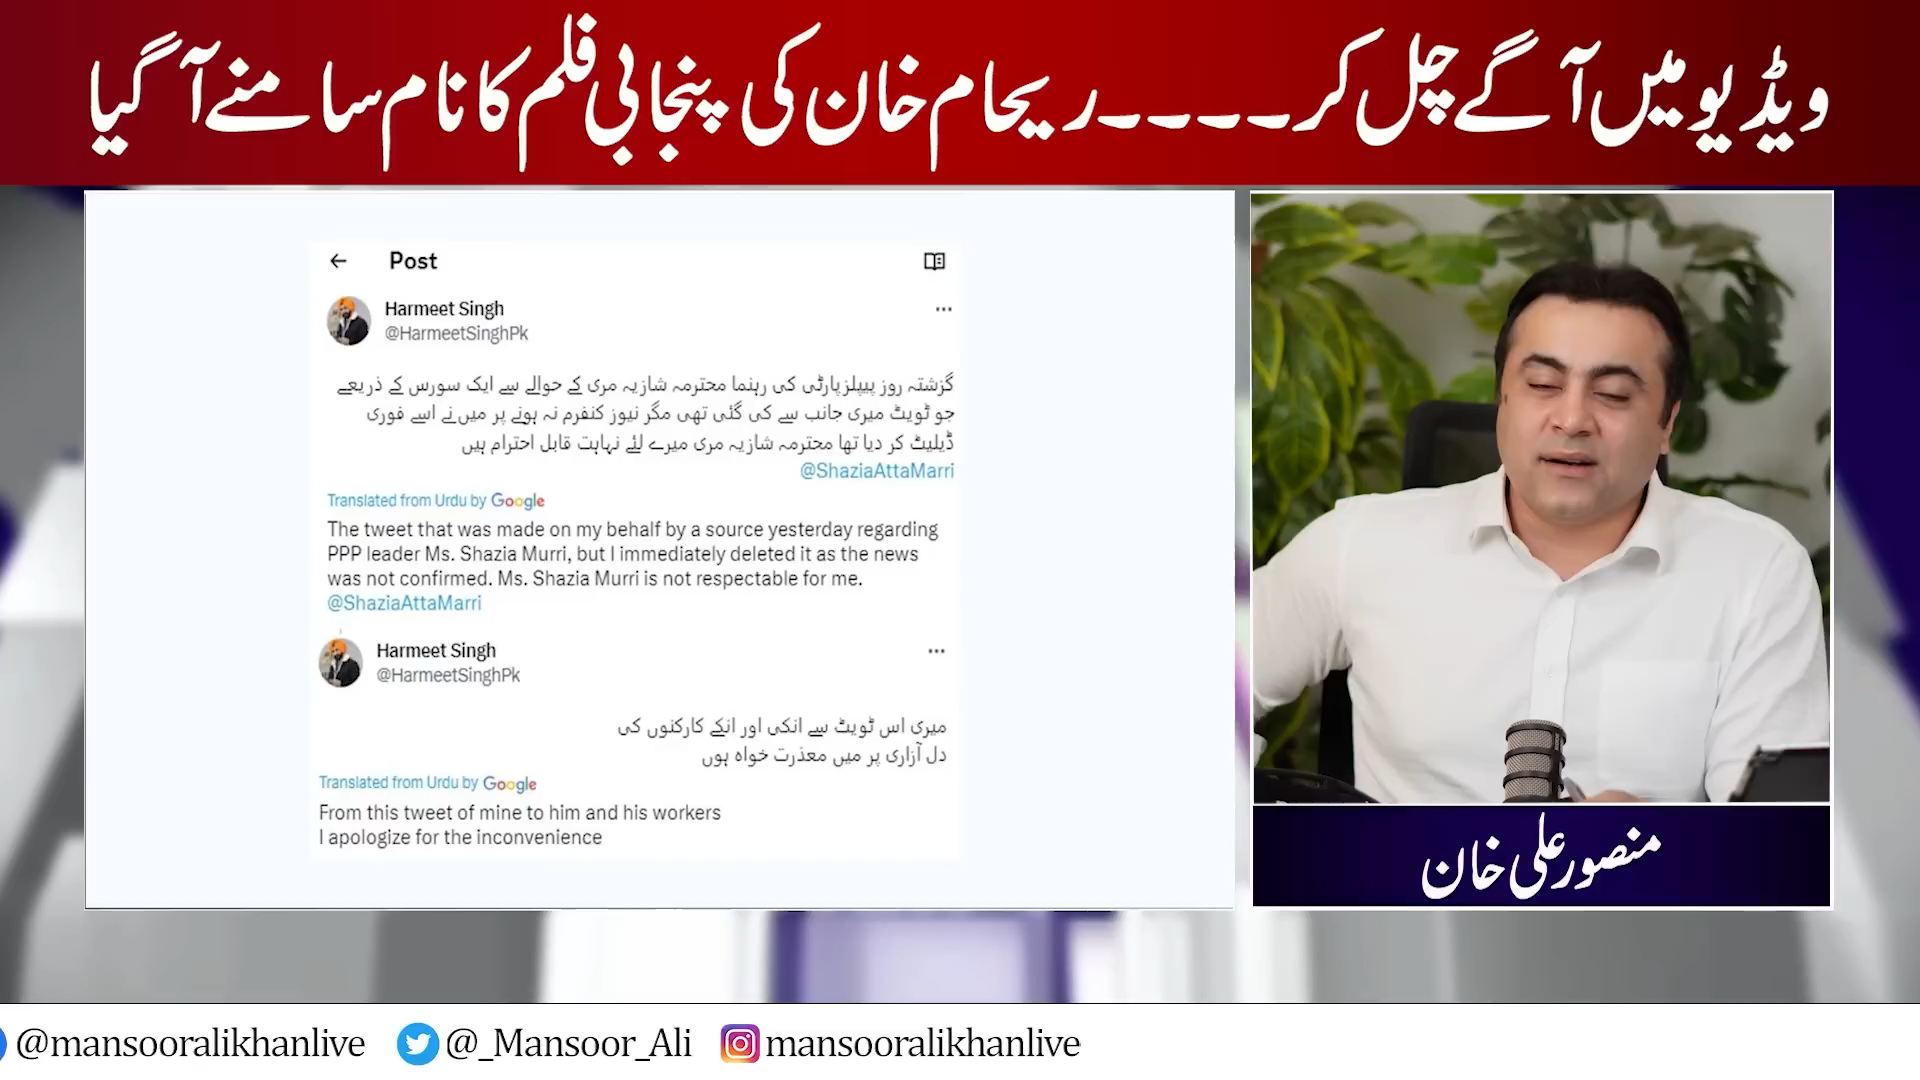 ویڈیو میں آگے چل کر ۔۔۔۔ ریحام خان کی پنجابی فلم کا نام سامنے آگیا
Post
Harmeet Singh
@HarmeetSinghPk
گزشتہ روز پیپلزپارٹی کی رہنما محترمہ شازیہ مری کے حوالے سے ایک سورس کے ذریعے
جو ٹویٹ میری جانب سے کی گئی تھی مگر نیوز کنفرم نہ ہونے پر میں نے اسے فوری
ڈیلیٹ کر دیا تھا محترمہ شازیہ مری میرے لئے نہایت قابل احترام ہیں
@ShaziaAttaMarri
Translated from Urdu by Google
The tweet that was made on my behalf by a source yesterday regarding
PPP leader Ms. Shazia Murri, but I immediately deleted it as the news
was not confirmed. Ms. Shazia Murri is not respectable for me.
@ShaziaAttaMarri
Harmeet Singh
@HarmeetSinghPk
میری اس ٹویٹ سے انکی اور انکے کارکنوں کی
دل آزاری پر میں معذرت خواہ ہوں
Translated from Urdu by Google
From this tweet of mine to him and his workers
I apologize for the inconvenience
منصور علی خان
@mansooralikhanlive @_Mansoor_Ali mansooralikhanlive